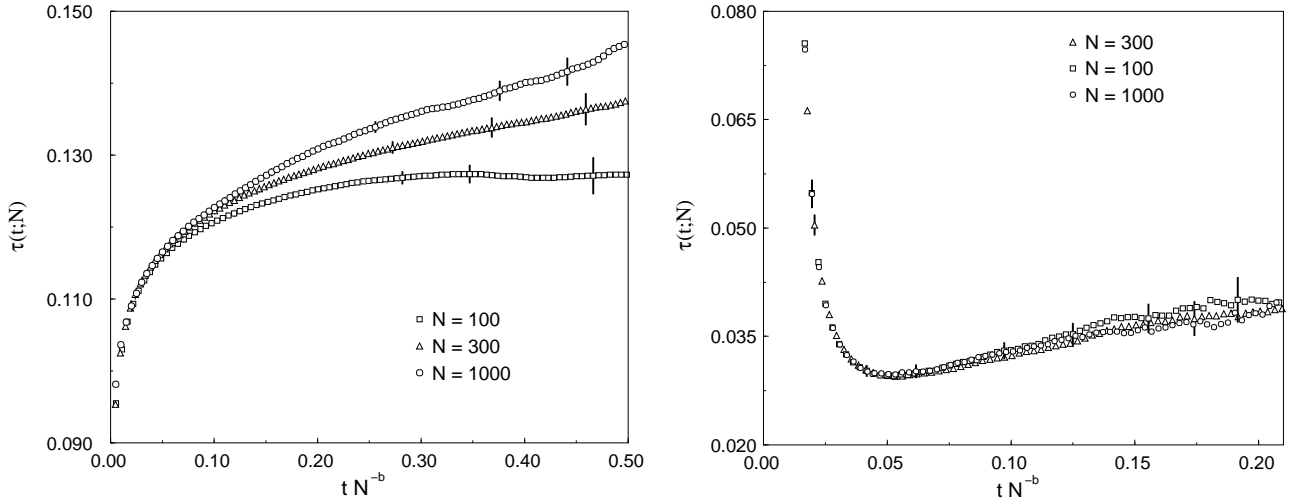 0.150
0.130
0.110
0.090
τ(t;N)
N = 100
N = 300
N = 1000
0.00 0.10 0.20 0.30 0.40 0.50
t N^{-b}
0.080
0.065
0.050
0.035
0.020
τ(t;N)
N = 300
N = 100
N = 1000
0.00 0.05 0.10 0.15 0.20
t N^{-b}